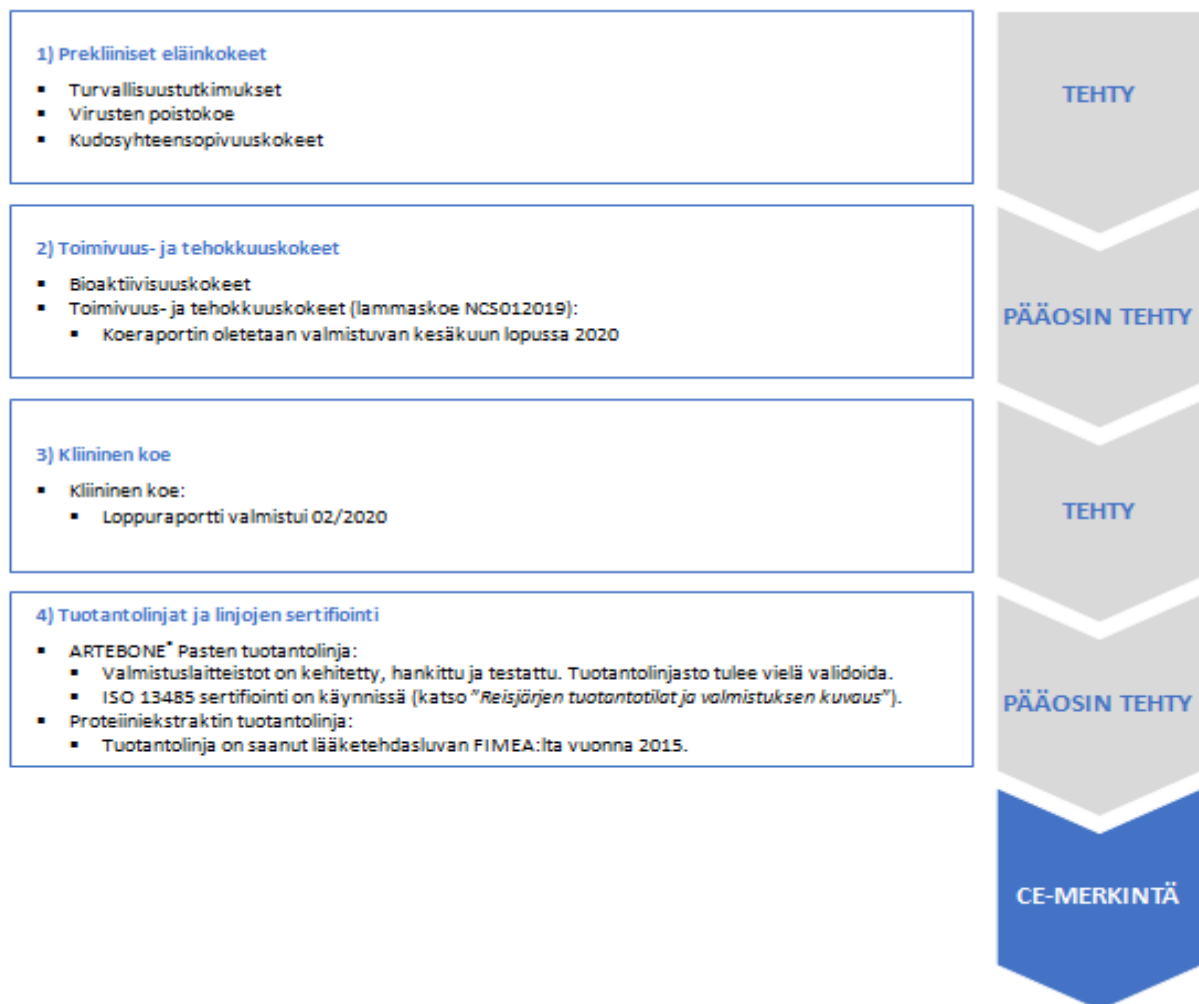 1) Prekliiniset eläinkokeet
▪ Turvallisuustutkimukset
▪ Virusten poistokoe
▪ Kudosyhteensopivuuskokeet
TEHTY
2) Toimivuus- ja tehokkuuskokeet
▪ Bioaktiivisuuskokeet
▪ Toimivuus- ja tehokkuuskokeet (lammaskoe NCS012019):
▪ Koeraportin oletetaan valmistuvan kesäkuun lopussa 2020
PÄÄOSIN TEHTY
3) Kliininen koe
▪ Kliininen koe:
▪ Loppuraportti valmistui 02/2020
TEHTY
4) Tuotantolinjat ja linjojen sertifiointi
▪ ARTEBONE® Pasten tuotantolinja:
▪ Valmistuslaitteistot on kehitetty, hankittu ja testattu. Tuotantolinjasto tulee vielä validoida.
▪ ISO 13485 sertifiointi on käynnissä (katso "Reisjärjen tuotantotilat ja valmistuksen kuvaus").
▪ Proteiiniekstraktin tuotantolinja:
▪ Tuotantolinja on saanut lääketehdasluvan FIMEA:lta vuonna 2015.
PÄÄOSIN TEHTY
CE-MERKINTÄ